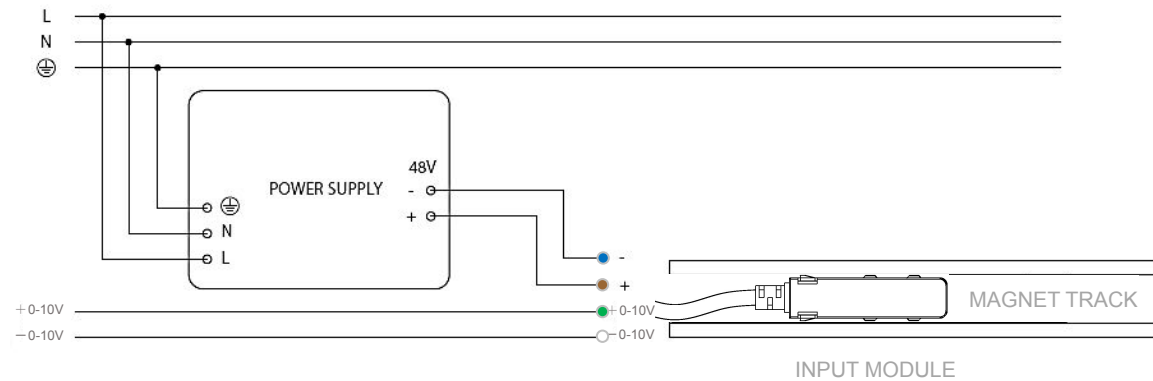 L
N
48V
POWER SUPPLY
-
+
N
L
-
+
+0-10V
+0-10V
-0-10V
-0-10V
MAGNET TRACK
INPUT MODULE